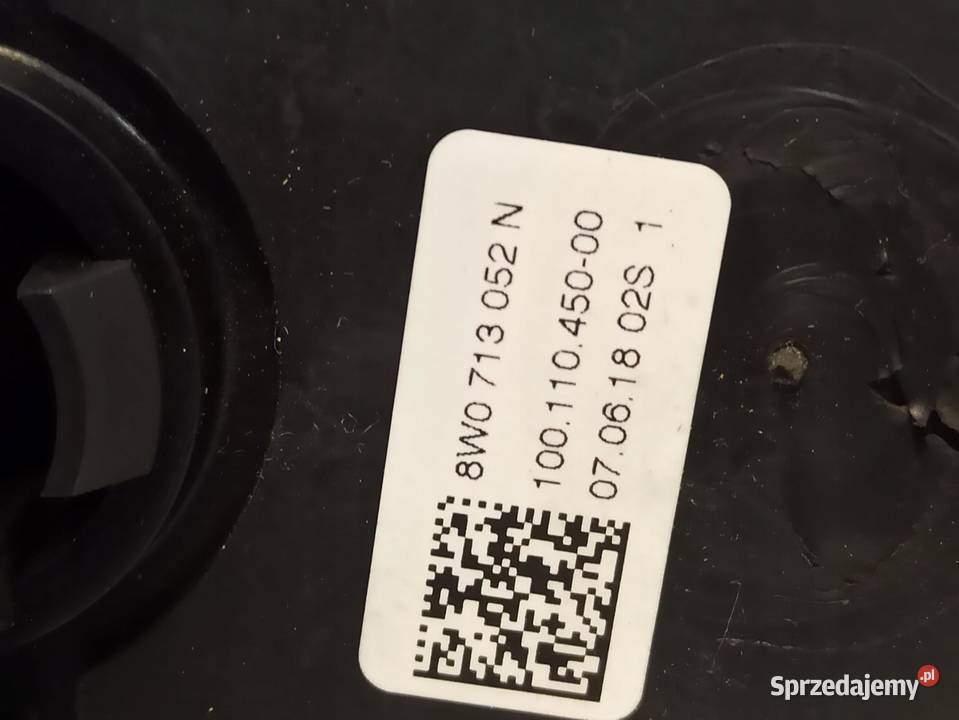 8W0 713 052 N
100.110.450-00
07.06.18 02S 1
Sprzedajemy.pl